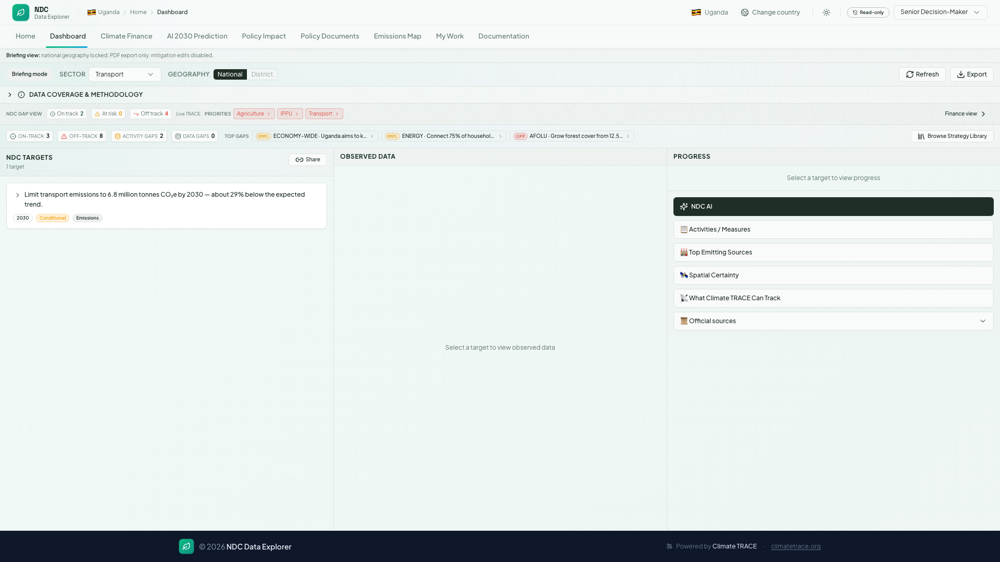 NDC
Data Explorer
Uganda
Home
Dashboard
Uganda
Change country
Read-only
Senior Decision-Maker
Home
Dashboard
Climate Finance
AI 2030 Prediction
Policy Impact
Policy Documents
Emissions Map
My Work
Documentation
Briefing view: national geography locked; PDF export only; mitigation edits disabled.
Briefing mode
SECTOR
Transport
GEOGRAPHY
National
District
Refresh
Export
DATA COVERAGE & METHODOLOGY
NDC GAP VIEW
On track 2
At risk 0
Off track 4
Live TRACE
PRIORITIES
Agriculture
IPPU
Transport
Finance view
ON-TRACK 3
OFF-TRACK 8
ACTIVITY GAPS 2
DATA GAPS 0
TOP GAPS
IMPL ECONOMY-WIDE · Uganda aims to k...
IMPL ENERGY · Connect 75% of househol...
OFF AFOLU · Grow forest cover from 12.5...
Browse Strategy Library
NDC TARGETS
1 target
Share
Limit transport emissions to 6.8 million tonnes CO₂e by 2030 — about 29% below the expected
trend.
2030
Conditional
Emissions
OBSERVED DATA
Select a target to view observed data
PROGRESS
Select a target to view progress
NDC AI
Activities / Measures
Top Emitting Sources
Spatial Certainty
What Climate TRACE Can Track
Official sources
© 2026 NDC Data Explorer
Powered by Climate TRACE · climatetrace.org